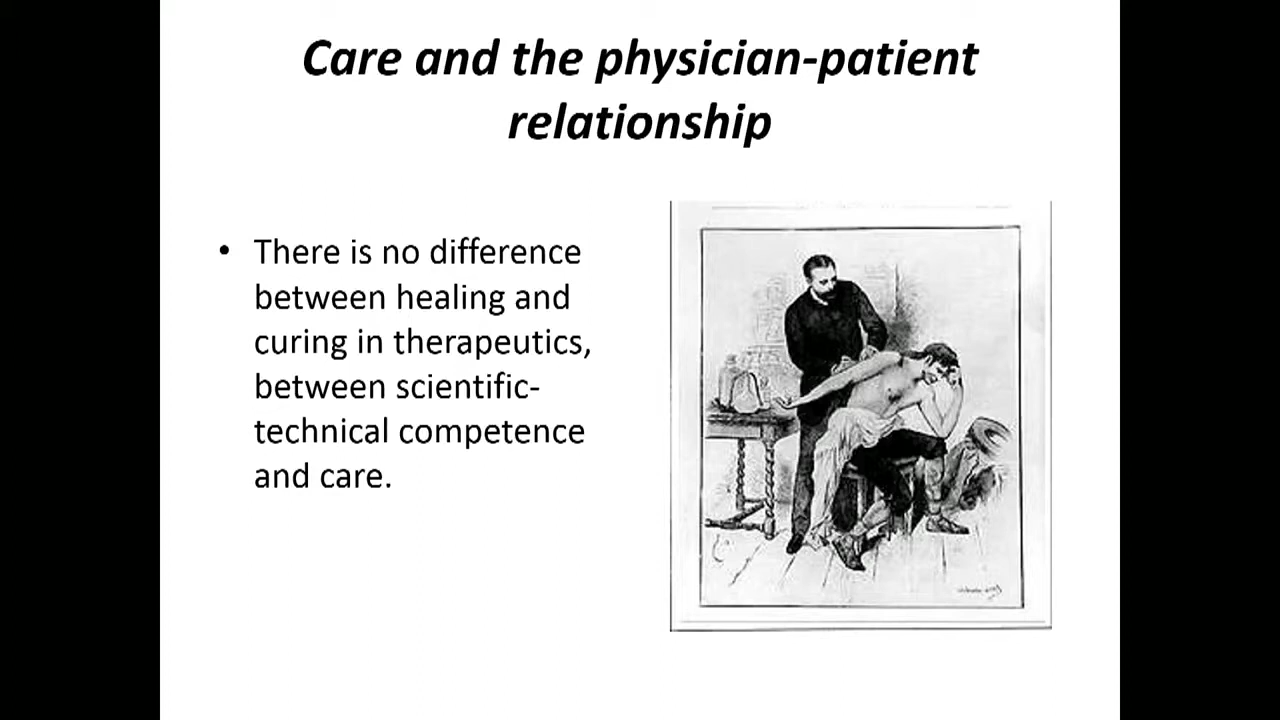 Care and the physician-patient
relationship
• There is no difference
between healing and
curing in therapeutics,
between scientific-
technical competence
and care.